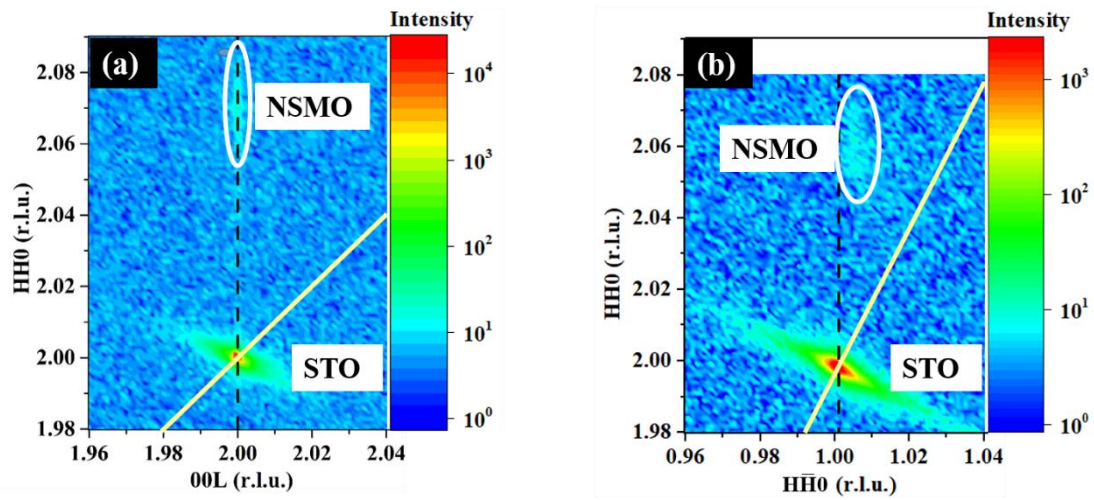 (a)
Intensity
2.08
2.06
2.04
2.02
2.00
1.98
HH0 (r.l.u.)
NSMO
STO
1.96 1.98 2.00 2.02 2.04
00L (r.l.u.)
10⁴
10³
10²
10¹
10⁰
(b)
Intensity
2.08
2.06
2.04
2.02
2.00
1.98
HH0 (r.l.u.)
NSMO
STO
0.96 0.98 1.00 1.02 1.04
HH̅0 (r.l.u.)
10³
10²
10¹
10⁰